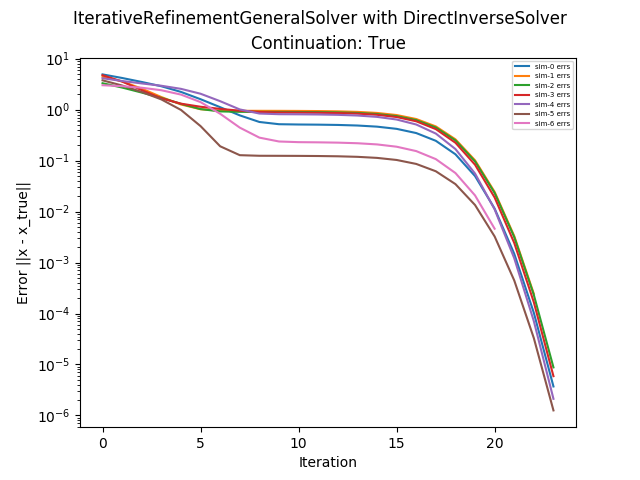 IterativeRefinementGeneralSolver with DirectInverseSolver
Continuation: True
10^1
10^0
10^−1
10^−2
10^−3
10^−4
10^−5
10^−6
Error ||x - x_true||
sim-0 errs
sim-1 errs
sim-2 errs
sim-3 errs
sim-4 errs
sim-5 errs
sim-6 errs
0 5 10 15 20
Iteration